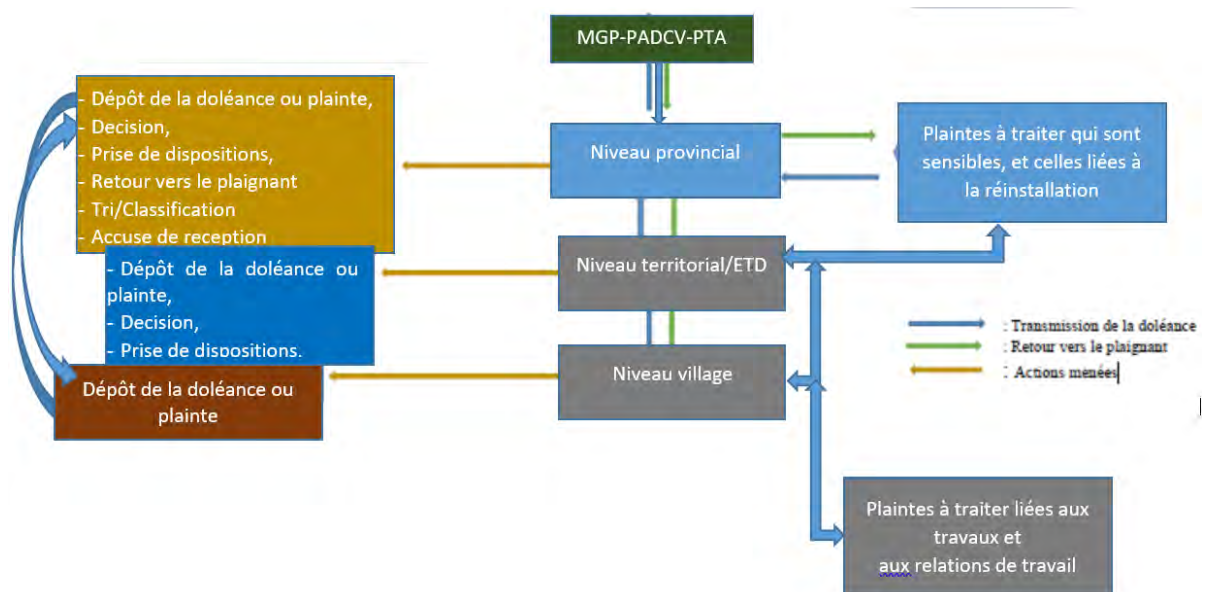 MGP-PADCV-PTA
- Dépôt de la doléance ou plainte,
- Decision,
- Prise de dispositions,
- Retour vers le plaignant
- Tri/Classification
- Accuse de reception
Niveau provincial
Plaintes à traiter qui sont
sensibles, et celles liées à
la réinstallation
- Dépôt de la doléance ou
plainte,
- Decision,
- Prise de dispositions.
Niveau territorial/ETD
: Transmission de la doléance
: Retour vers le plaignant
: Actions menées
Dépôt de la doléance ou
plainte
Niveau village
Plaintes à traiter liées aux
travaux et
aux relations de travail